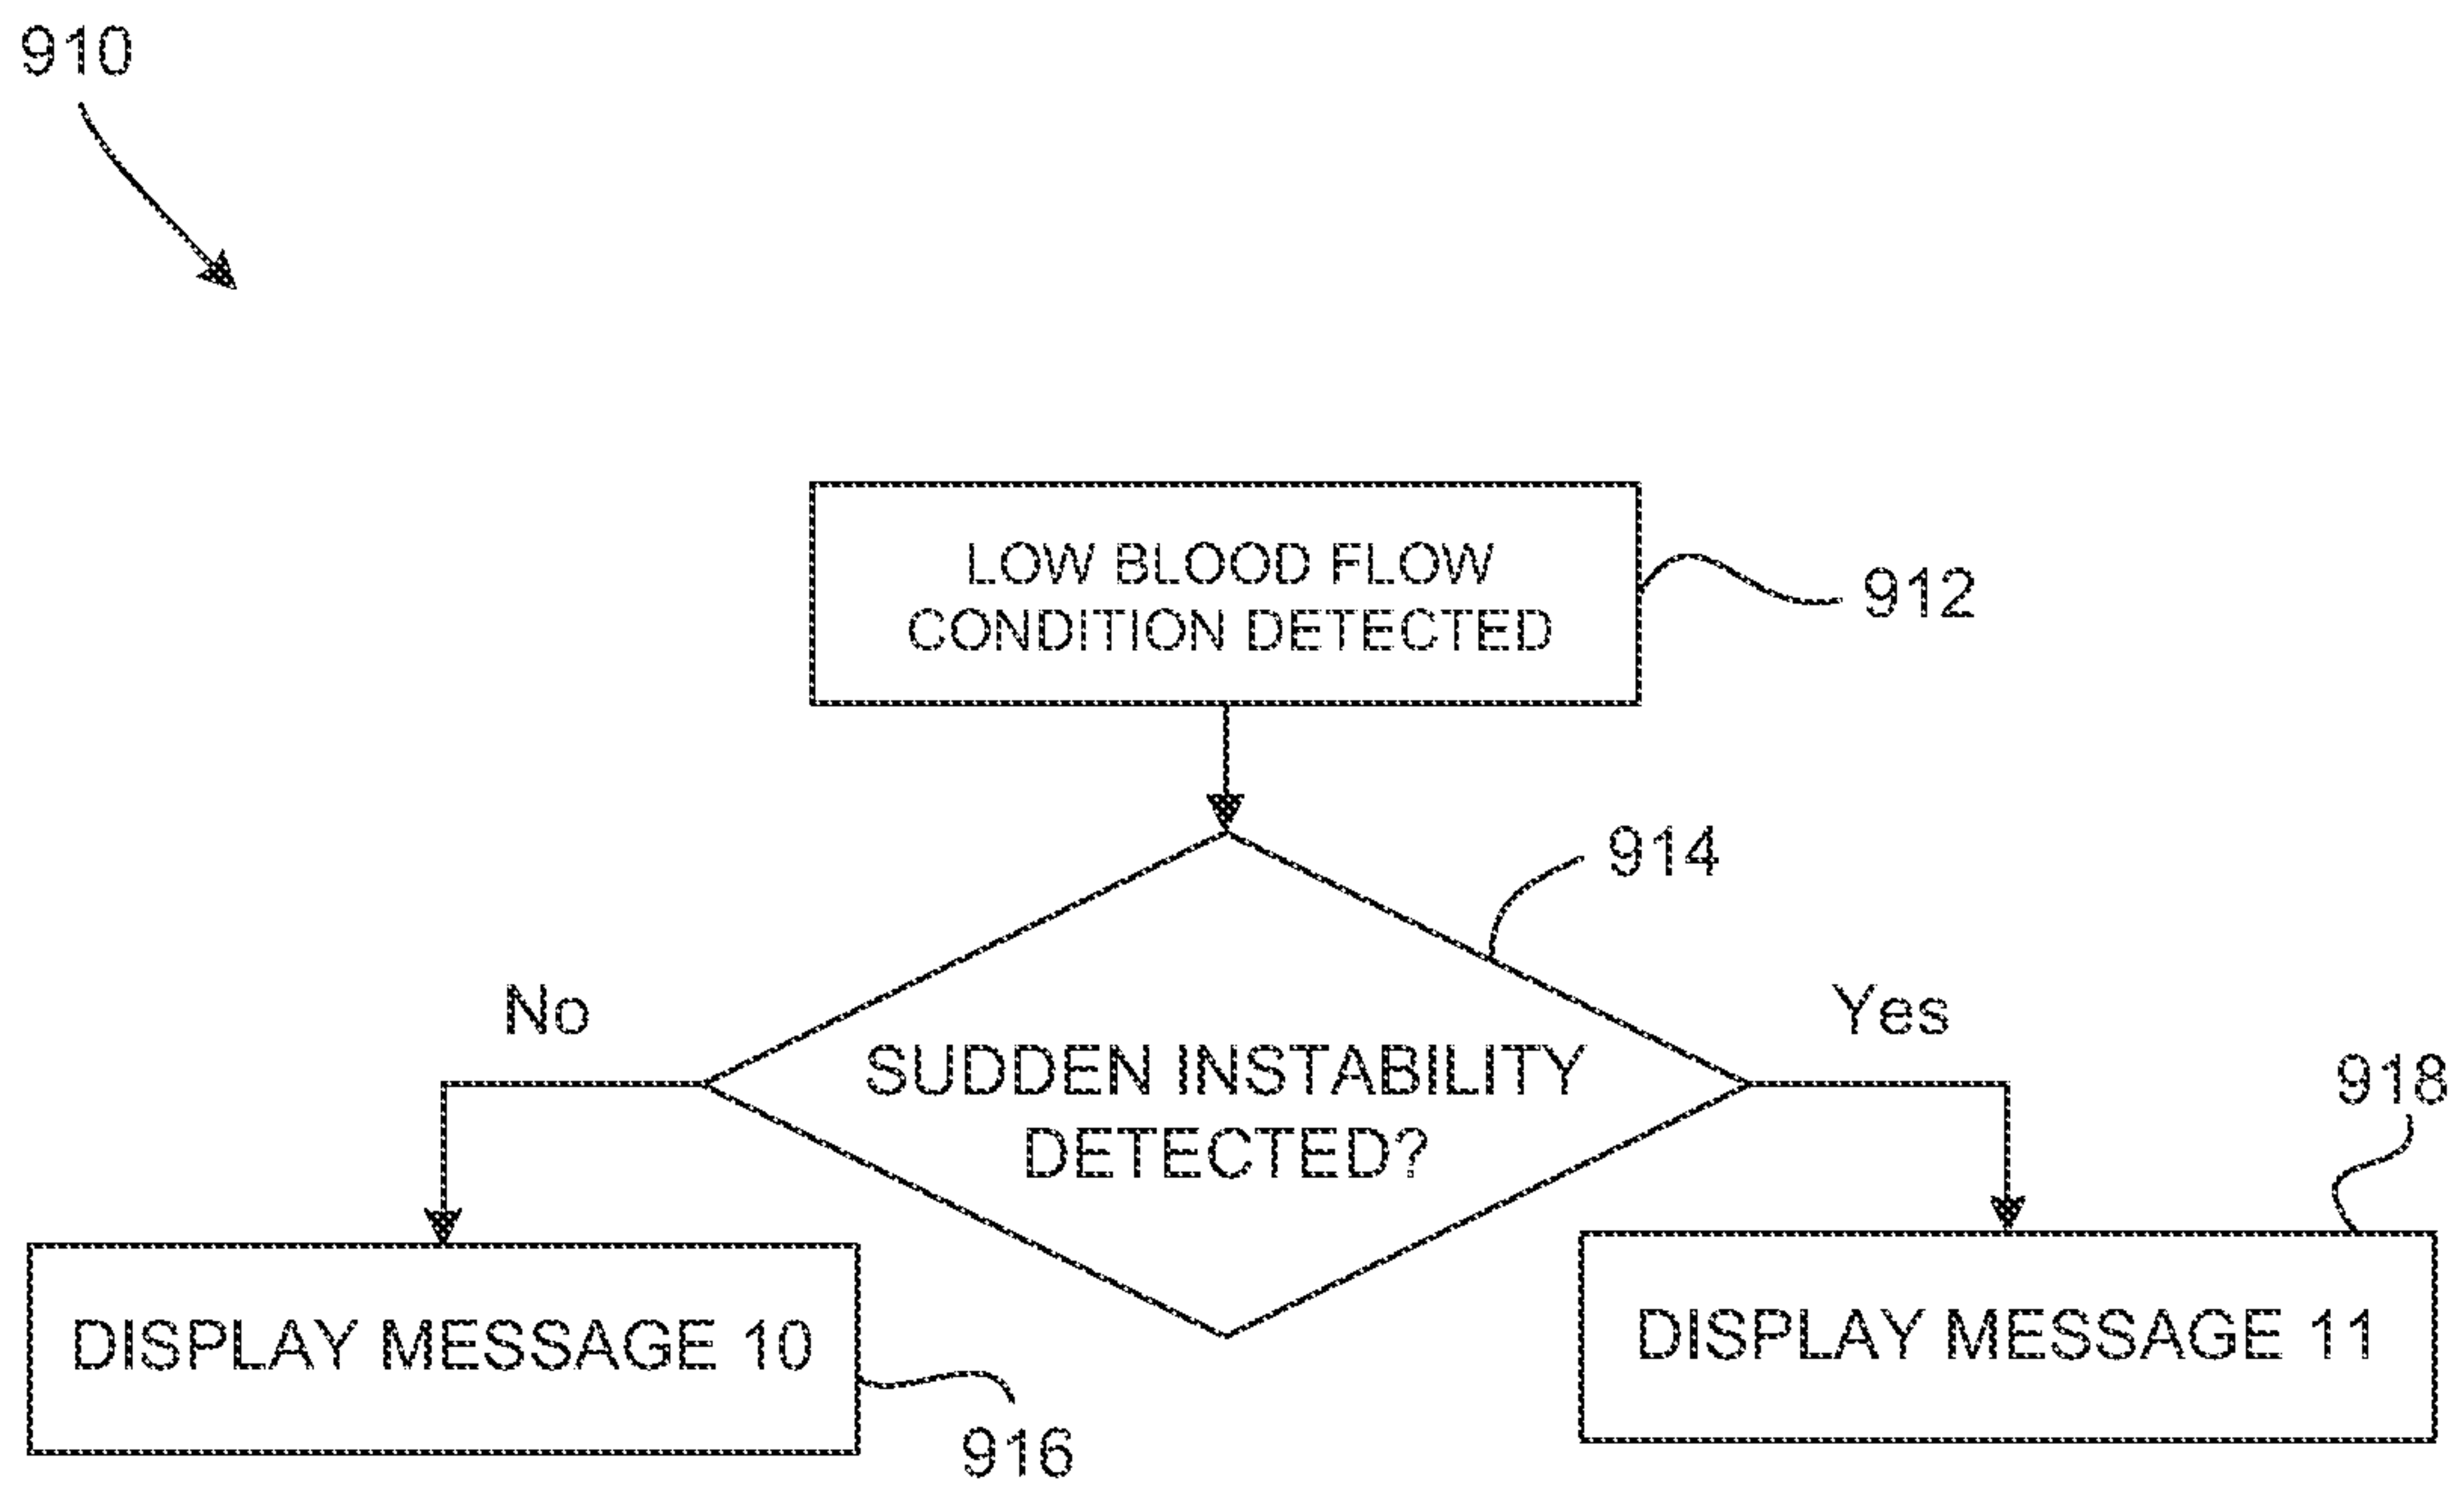 910
LOW BLOOD FLOW
CONDITION DETECTED
912
914
No
Yes
SUDDEN INSTABILITY
DETECTED?
918
DISPLAY MESSAGE 10
DISPLAY MESSAGE 11
916